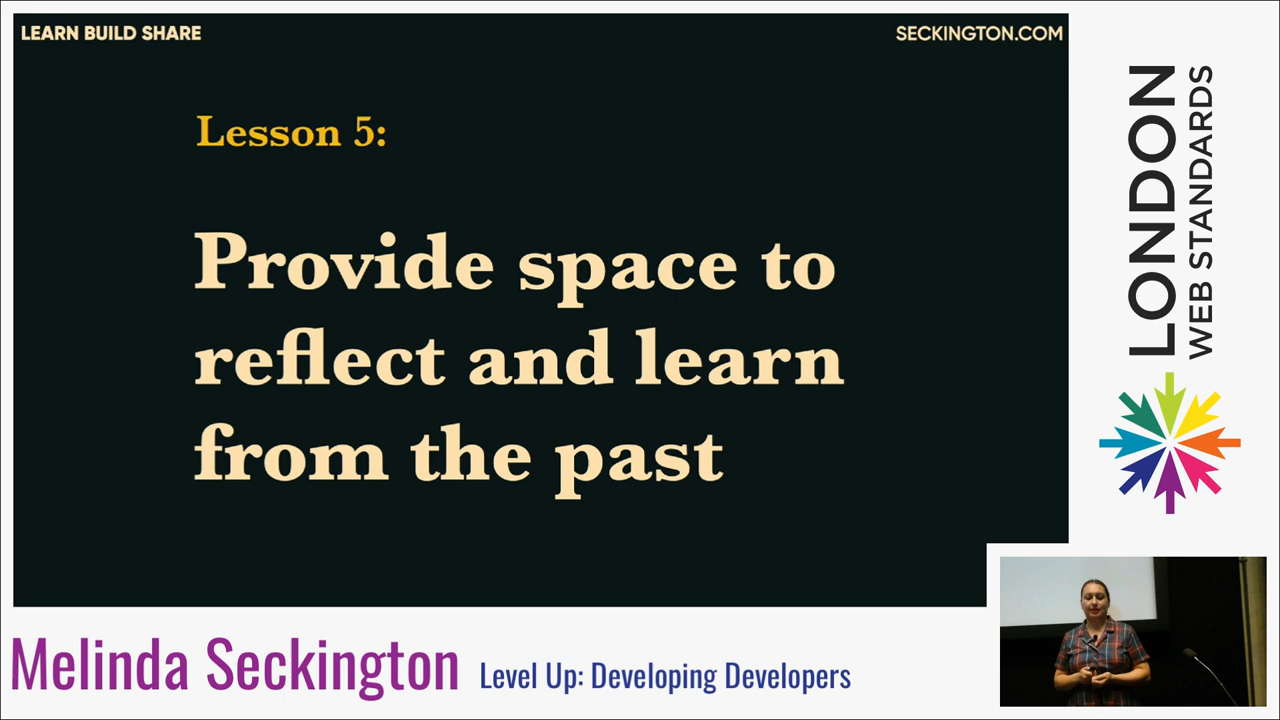 LEARN BUILD SHARE
SECKINGTON.COM
Lesson 5:
Provide space to
reflect and learn
from the past
LONDON
WEB STANDARDS
Melinda Seckington
Level Up: Developing Developers